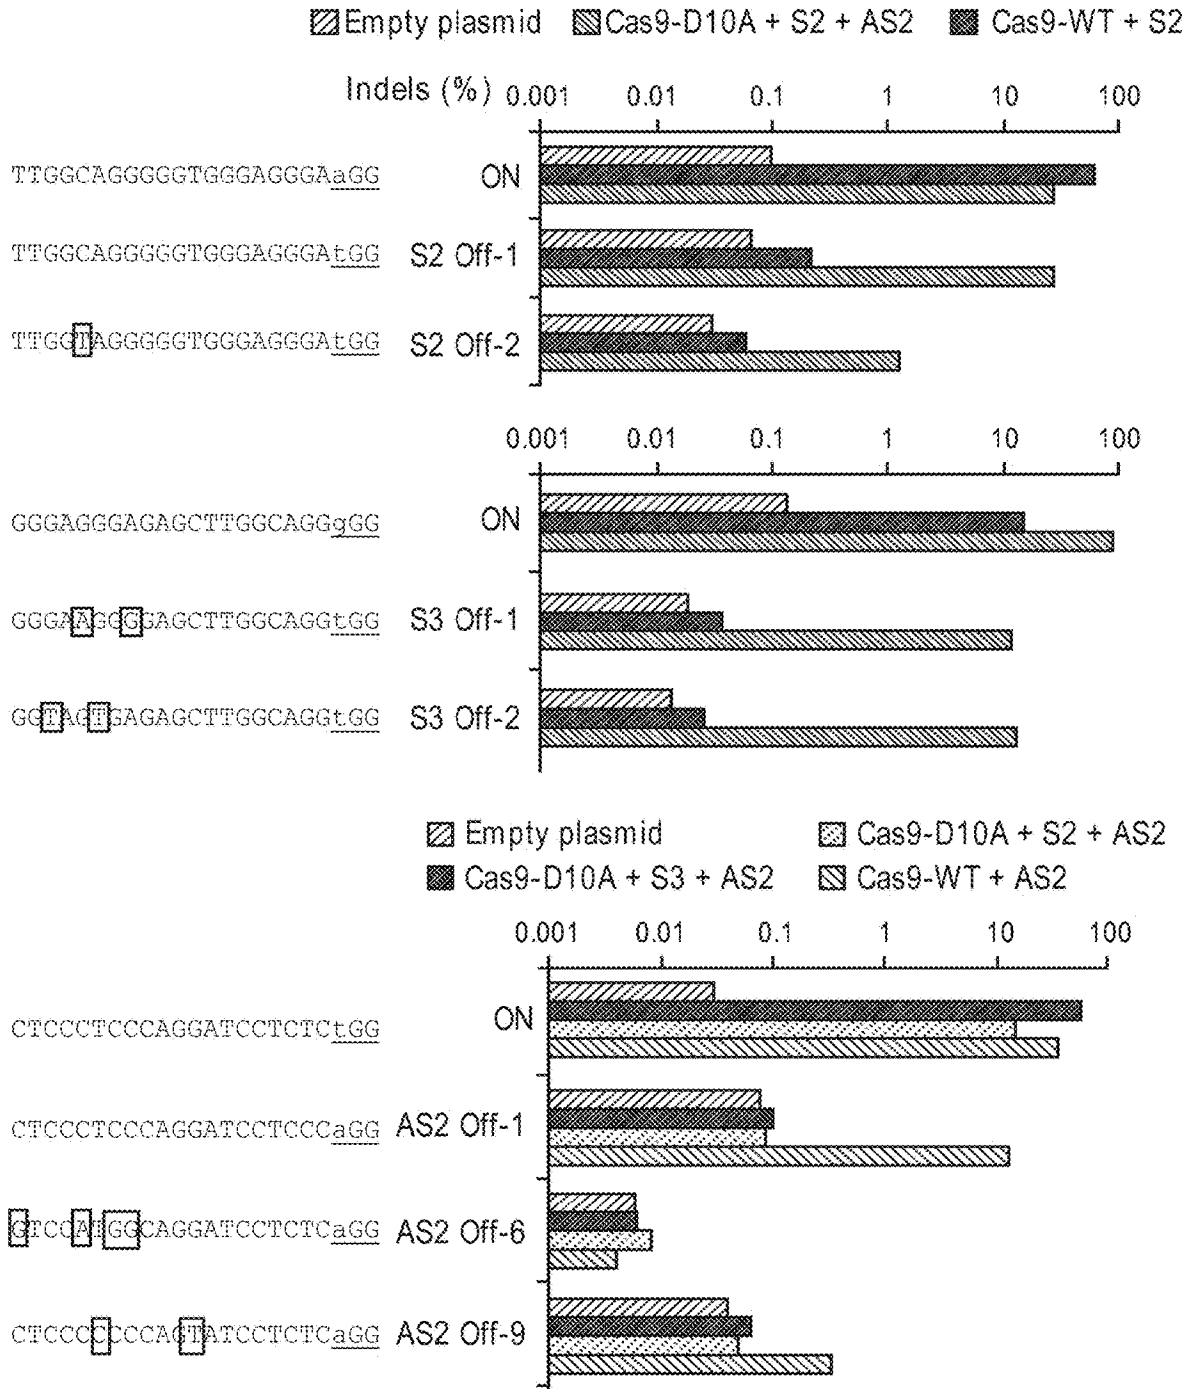 Empty plasmid Cas9-D10A + S2 + AS2 Cas9-WT + S2
Indels (%) 0.001 0.01 0.1 1 10 100
TTGGCAGGGGGTGGGAGGGAaGG ON
TTGGCAGGGGGTGGGAGGGAtGG S2 Off-1
TTGGTAGGGGGTGGGAGGGAtGG S2 Off-2
0.001 0.01 0.1 1 10 100
GGGAGGGAGAGCTTGGCAGGgGG ON
GGGAAGGGGAGCTTGGCAGGtGG S3 Off-1
GGTAGTGAGAGCTTGGCAGGtGG S3 Off-2
Empty plasmid Cas9-D10A + S2 + AS2
Cas9-D10A + S3 + AS2 Cas9-WT + AS2
0.001 0.01 0.1 1 10 100
CTCCCTCCCAGGATCCTCTCtGG ON
CTCCCTCCCAGGATCCTCCCaGG AS2 Off-1
GTCCATGGCAGGATCCTCTCaGG AS2 Off-6
CTCCCCCCCAGTATCCTCTCaGG AS2 Off-9